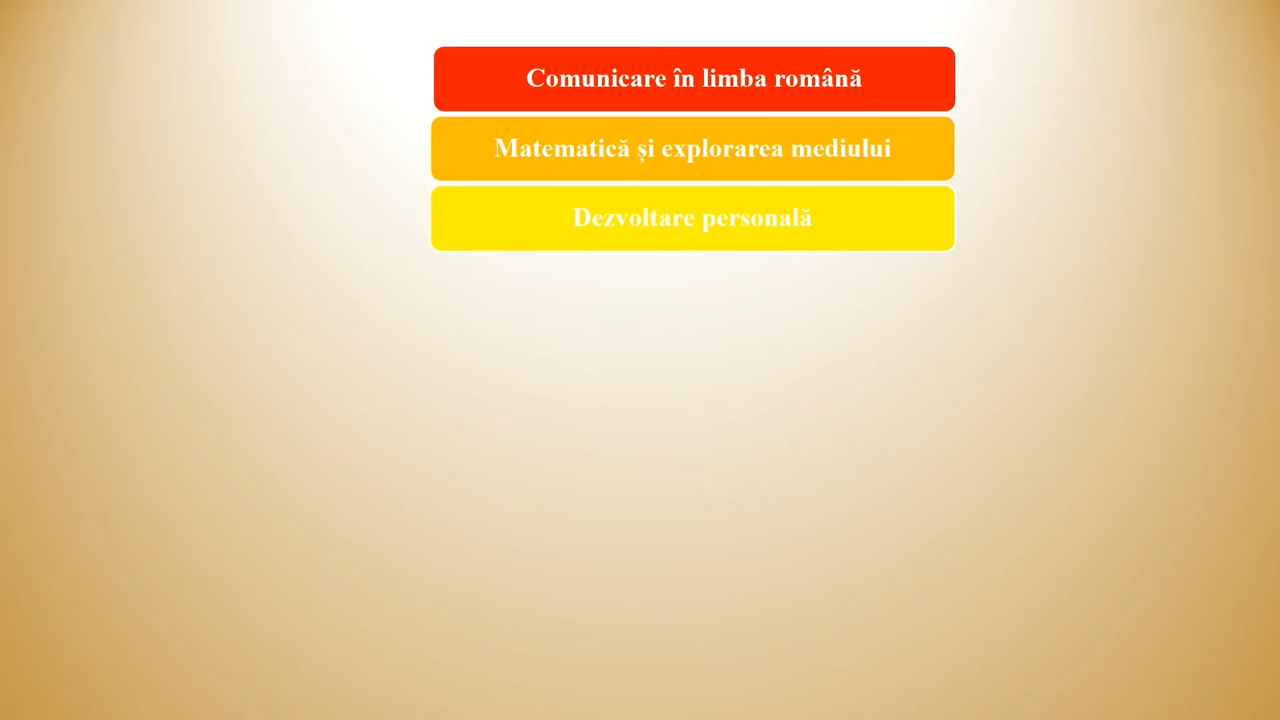 Comunicare în limba română
Matematică și explorarea mediului
Dezvoltare personală